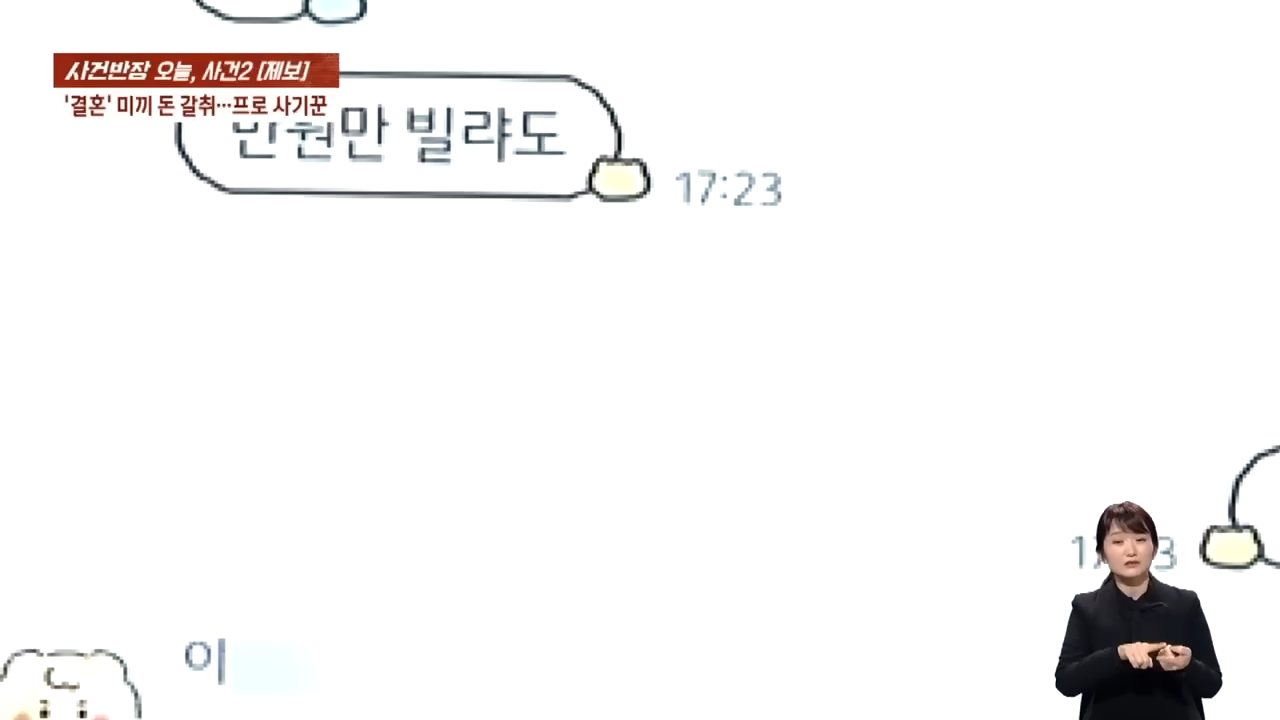 사건반장 오늘, 사건2 [제보]
'결혼' 미끼 돈 갈취…프로 사기꾼
만원만 빌랴도
17:23
이